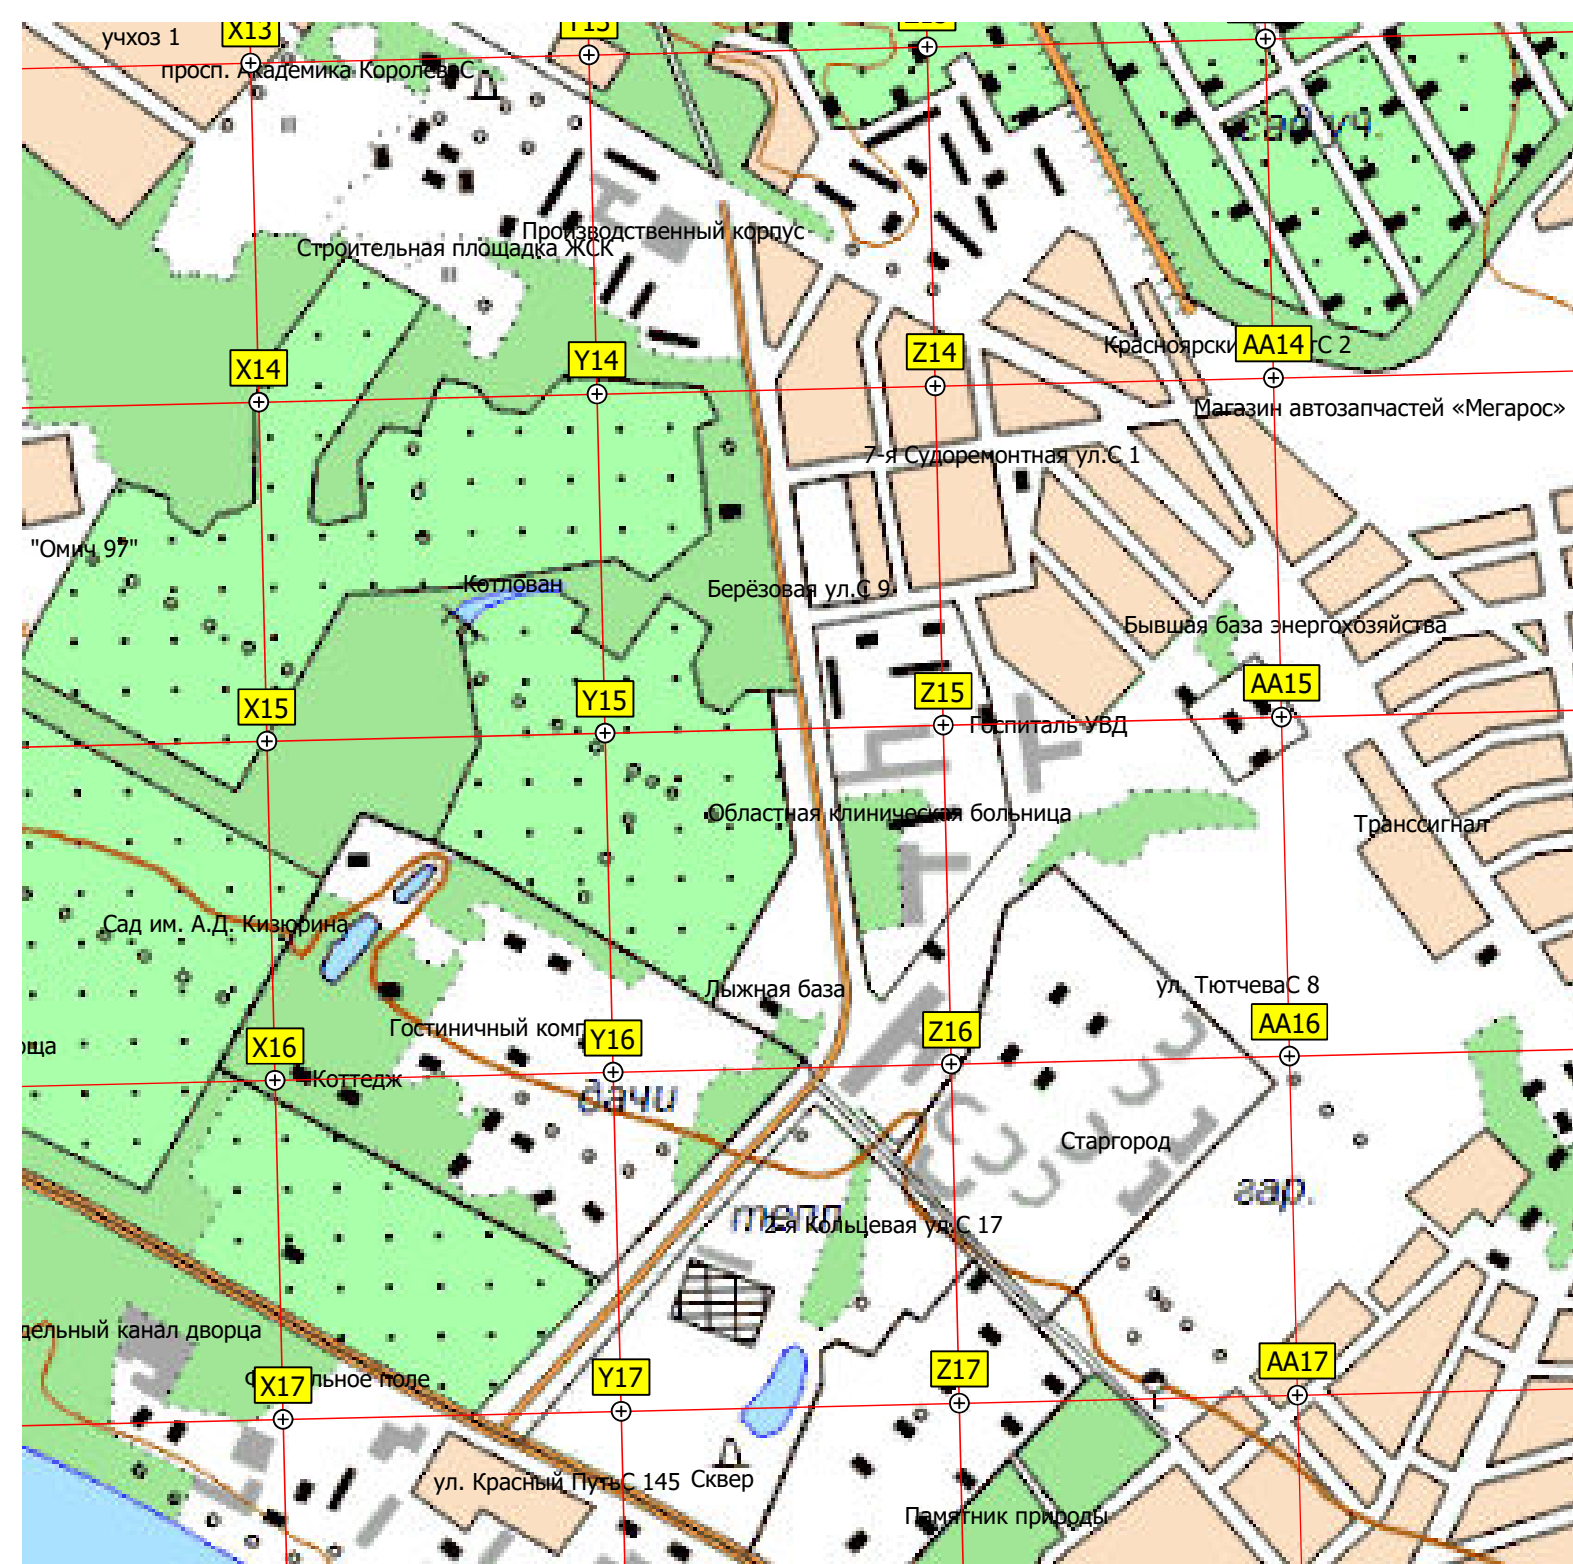 учхоз 1
X13
Y13
просп. Академика КоролёваС
сад уч.
Производственный корпус
Строительная площадка ЖСК
X14
Y14
Z14
AA14
С 2
Магазин автозапчастей «Мегарос»
7-я Судоремонтная ул.С 1
"Омич 97"
Котлован
Берёзовая ул.С 9
Бывшая база энергохозяйства
X15
Y15
Z15
AA15
Госпиталь УВД
Областная клиническая больница
Транссигнал
Сад им. А.Д. Кизюрина
Лыжная база
ул. ТютчеваС 8
Гостиничный комп
X16
Y16
Z16
AA16
Коттедж
дачи
Старгород
гар.
тепл.
2-я Кольцевая ул.С 17
дельный канал дворца
X17
льное поле
Y17
Z17
AA17
ул. Красный ПутьС 145
Сквер
Памятник природы